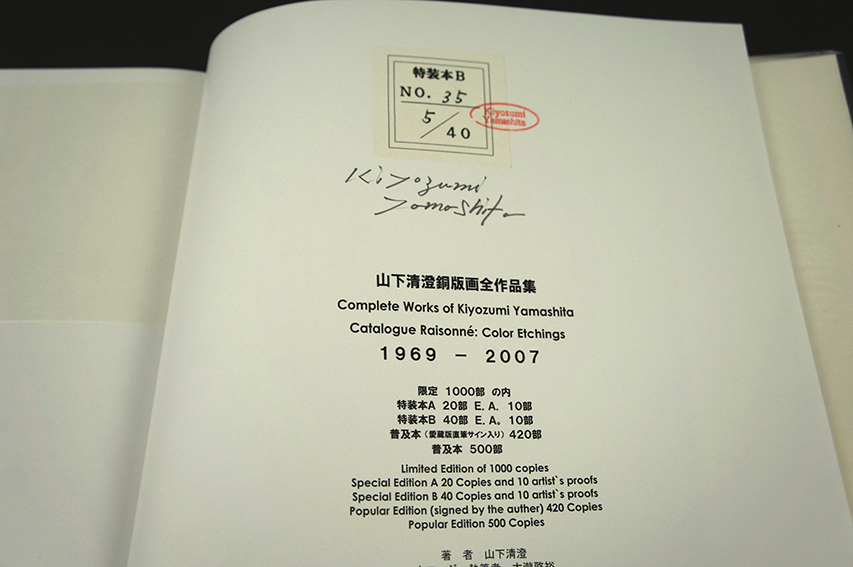 特装本B
NO. 35
5/40
Kiyozumi
Yamashita
Kiyozumi
Yamashita
山下清澄銅版画全作品集
Complete Works of Kiyozumi Yamashita
Catalogue Raisonné: Color Etchings
1969 － 2007
限定 1000部 の内
特装本A 20部 E.A. 10部
特装本B 40部 E.A。10部
普及本（愛蔵版直筆サイン入り）420部
普及本 500部
Limited Edition of 1000 copies
Special Edition A 20 Copies and 10 artist`s proofs
Special Edition B 40 Copies and 10 artist`s proofs
Popular Edition (signed by the auther) 420 Copies
Popular Edition 500 Copies
著 者 山下清澄